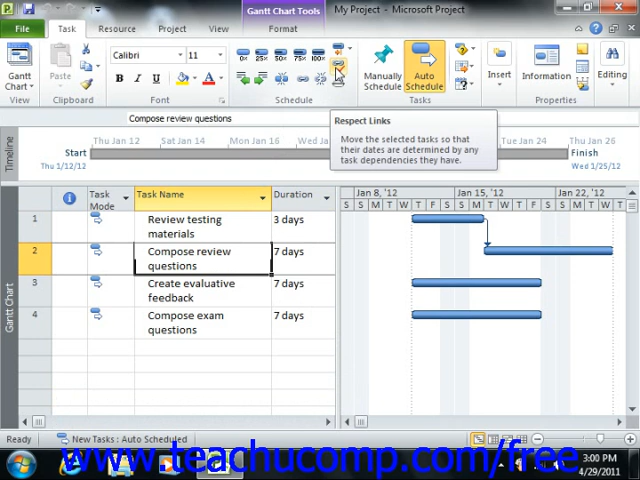 Gantt Chart Tools
My Project - Microsoft Project
File Task Resource Project View Format
Gantt Chart
Paste
Calibri 11
B I U A
0% 25% 50% 75% 100%
Manually Schedule
Auto Schedule
Insert
Information
Editing
View Clipboard Font Schedule Tasks Properties
Compose review questions
Respect Links
Move the selected tasks so that
their dates are determined by any
task dependencies they have.
Timeline
Thu Jan 12 Sat Jan 14 Mon Jan 16 Wed Tue Jan 24 Thu Jan 26
Start
Thu 1/12/12
Finish
Wed 1/25/12
Task Mode
Task Name
Duration
Jan 8, '12 Jan 15, '12 Jan 22, '12
S S M T W T F S S M T W T F S S M T W T F S
1 Review testing materials 3 days
2 Compose review questions 7 days
3 Create evaluative feedback 7 days
4 Compose exam questions 7 days
Gantt Chart
Ready New Tasks : Auto Scheduled
www.teachucomp.com/free
3:00 PM
4/29/2011